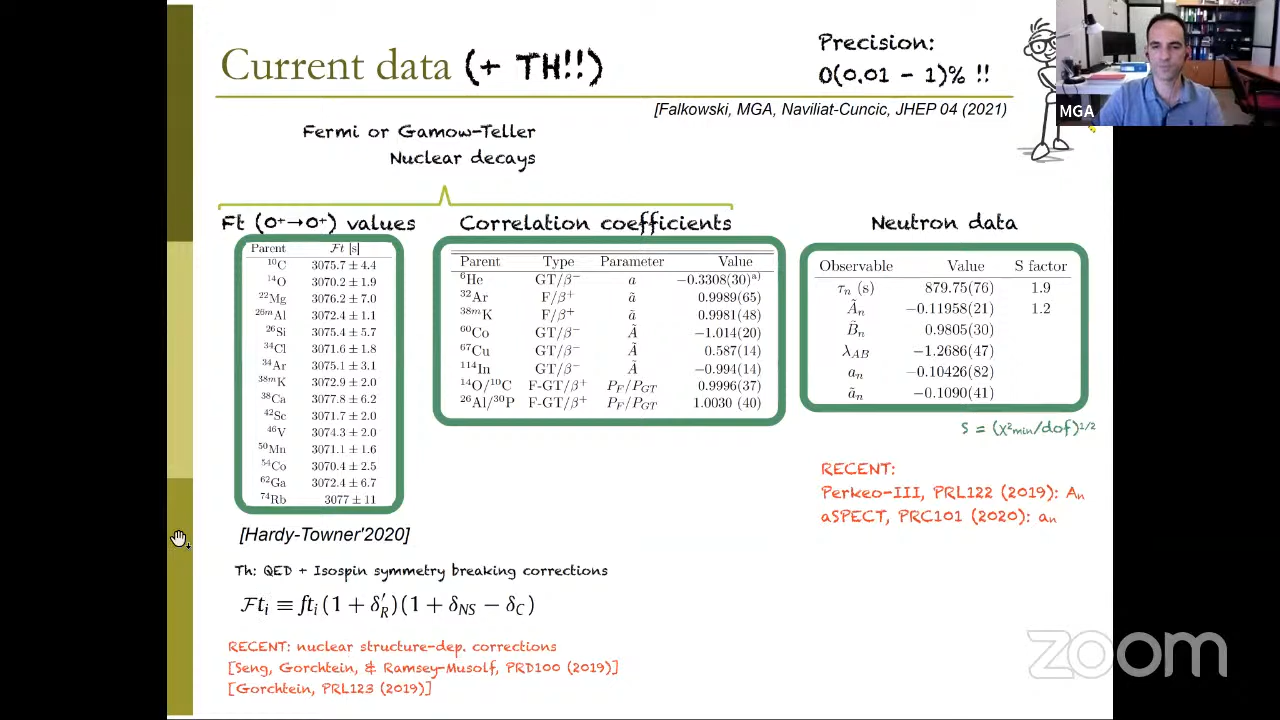 Current data (+ TH!!)
Precision:
O(0.01 - 1)% !!
MGA
[Falkowski, MGA, Naviliat-Cuncic, JHEP 04 (2021)
Fermi or Gamow-Teller
Nuclear decays
Ft (0⁺→0⁺) values
Parent Ft [s]
¹⁰C 3075.7 ± 4.4
¹⁴O 3070.2 ± 1.9
²²Mg 3076.2 ± 7.0
²⁶ᵐAl 3072.4 ± 1.1
²⁶Si 3075.4 ± 5.7
³⁴Cl 3071.6 ± 1.8
³⁴Ar 3075.1 ± 3.1
³⁸ᵐK 3072.9 ± 2.0
³⁸Ca 3077.8 ± 6.2
⁴²Sc 3071.7 ± 2.0
⁴⁶V 3074.3 ± 2.0
⁵⁰Mn 3071.1 ± 1.6
⁵⁴Co 3070.4 ± 2.5
⁶²Ga 3072.4 ± 6.7
⁷⁴Rb 3077 ± 11
[Hardy-Towner'2020]
Correlation coefficients
Parent Type Parameter Value
⁶He GT/β⁻ a −0.3308(30)ᵃ⁾
³²Ar F/β⁺ ã 0.9989(65)
³⁸ᵐK F/β⁺ ã 0.9981(48)
⁶⁰Co GT/β⁻ Ã −1.014(20)
⁶⁷Cu GT/β⁻ Ã 0.587(14)
¹¹⁴In GT/β⁻ Ã −0.994(14)
¹⁴O/¹⁰C F-GT/β⁺ P_F/P_GT 0.9996(37)
²⁶Al/³⁰P F-GT/β⁺ P_F/P_GT 1.0030 (40)
Neutron data
Observable Value S factor
τₙ (s) 879.75(76) 1.9
Ãₙ −0.11958(21) 1.2
B̃ₙ 0.9805(30)
λ_AB −1.2686(47)
aₙ −0.10426(82)
ãₙ −0.1090(41)
S = (χ²min/dof)¹/²
RECENT:
Perkeo-III, PRL122 (2019): Aₙ
aSPECT, PRC101 (2020): aₙ
Th: QED + Isospin symmetry breaking corrections
ℱtᵢ ≡ ftᵢ (1 + δ′_R)(1 + δ_NS − δ_C)
RECENT: nuclear structure-dep. corrections
[Seng, Gorchtein, & Ramsey-Musolf, PRD100 (2019)]
[Gorchtein, PRL123 (2019)]
zoom